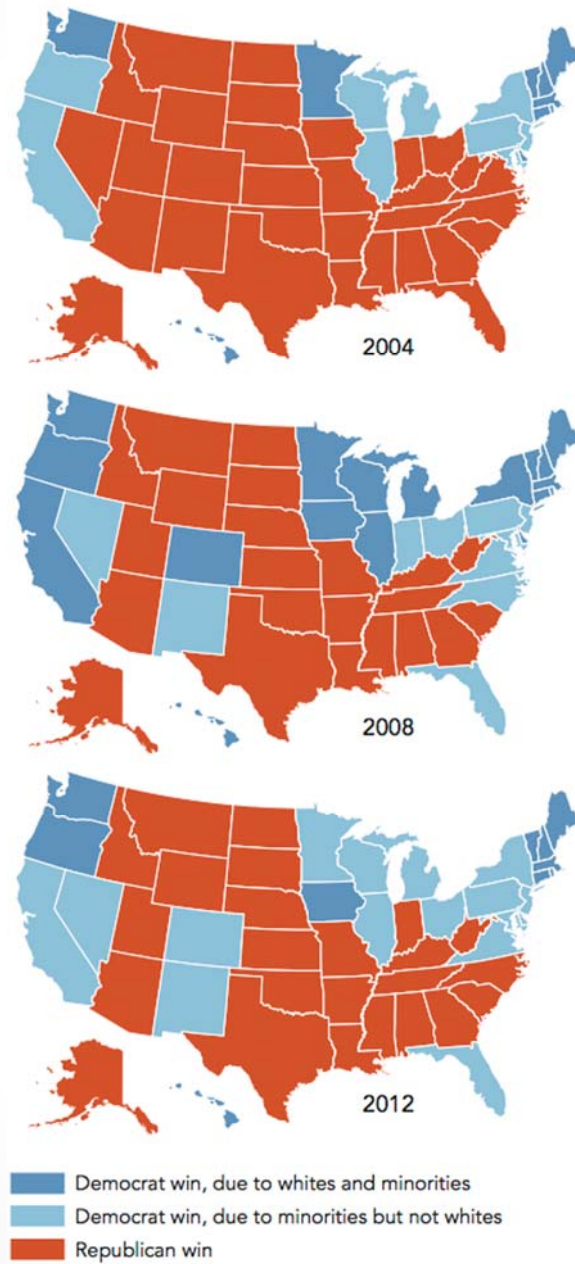 2004
2008
2012
Democrat win, due to whites and minorities
Democrat win, due to minorities but not whites
Republican win